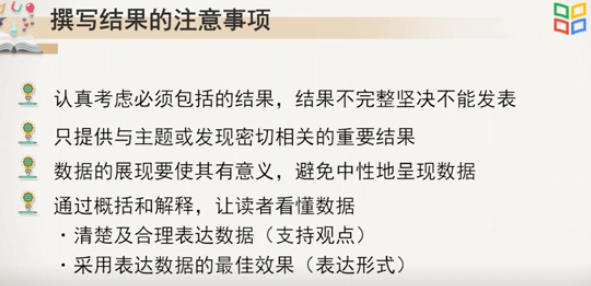 撰写结果的注意事项
认真考虑必须包括的结果，结果不完整坚决不能发表
只提供与主题或发现密切相关的重要结果
数据的展现要使其有意义，避免中性地呈现数据
通过概括和解释，让读者看懂数据
·清楚及合理表达数据（支持观点）
·采用表达数据的最佳效果（表达形式）